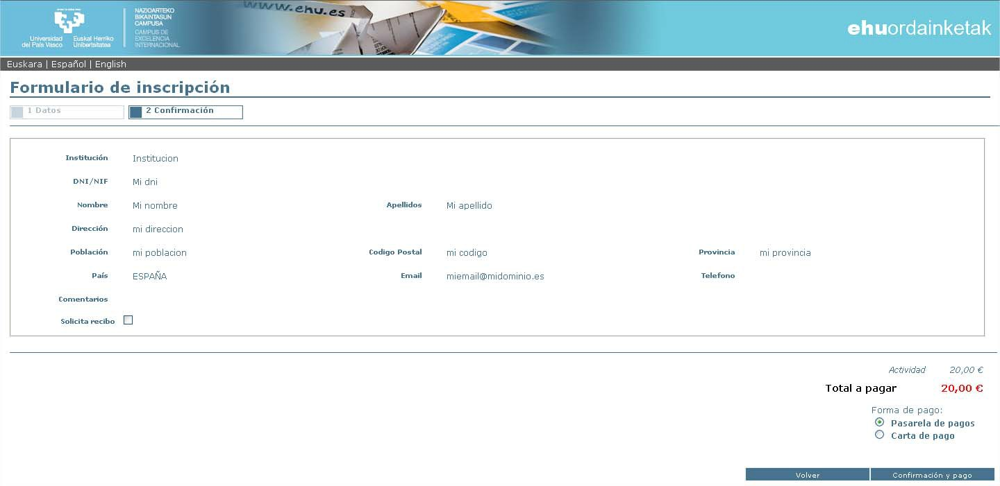 Universidad del País Vasco
Euskal Herriko Unibertsitatea
NAZIOARTEKO
BIKAINTASUN
CAMPUSA
CAMPUS DE
EXCELENCIA
INTERNACIONAL
www.ehu.es
ehuordainketak
Euskara | Español | English
Formulario de inscripción
1 Datos
2 Confirmación
Institución Institucion
DNI/NIF Mi dni
Nombre Mi nombre Apellidos Mi apellido
Dirección mi direccion
Población mi poblacion Codigo Postal mi codigo Provincia mi provincia
País ESPAÑA Email miemail@midominio.es Telefono
Comentarios
Solicita recibo
Actividad 20,00 €
Total a pagar 20,00 €
Forma de pago:
Pasarela de pagos
Carta de pago
Volver Confirmación y pago